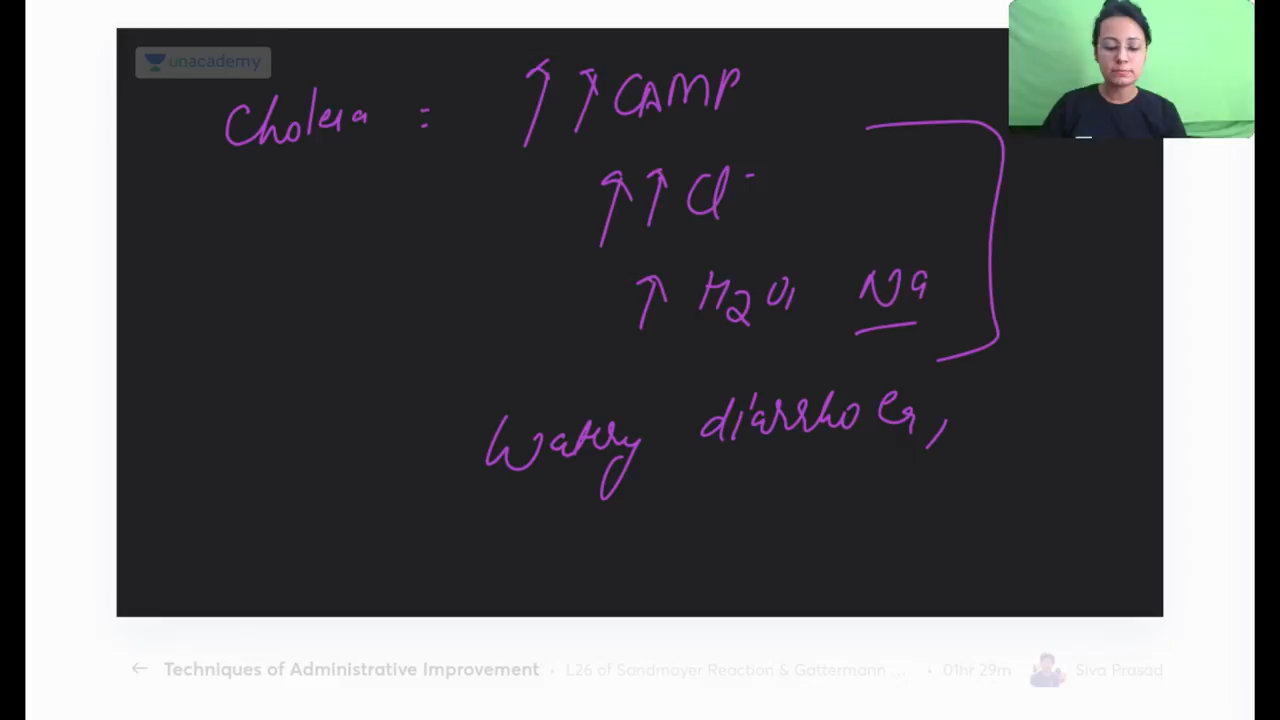 unacademy
Cholera : ↑ ↑ CAMP
↑ ↑ Cl -
↑ H2O, Na
Watery diarrhoea,
← Techniques of Administrative Improvement • L26 of Sandmayer Reaction & Gattermann ... • 01hr 29m Siva Prasad